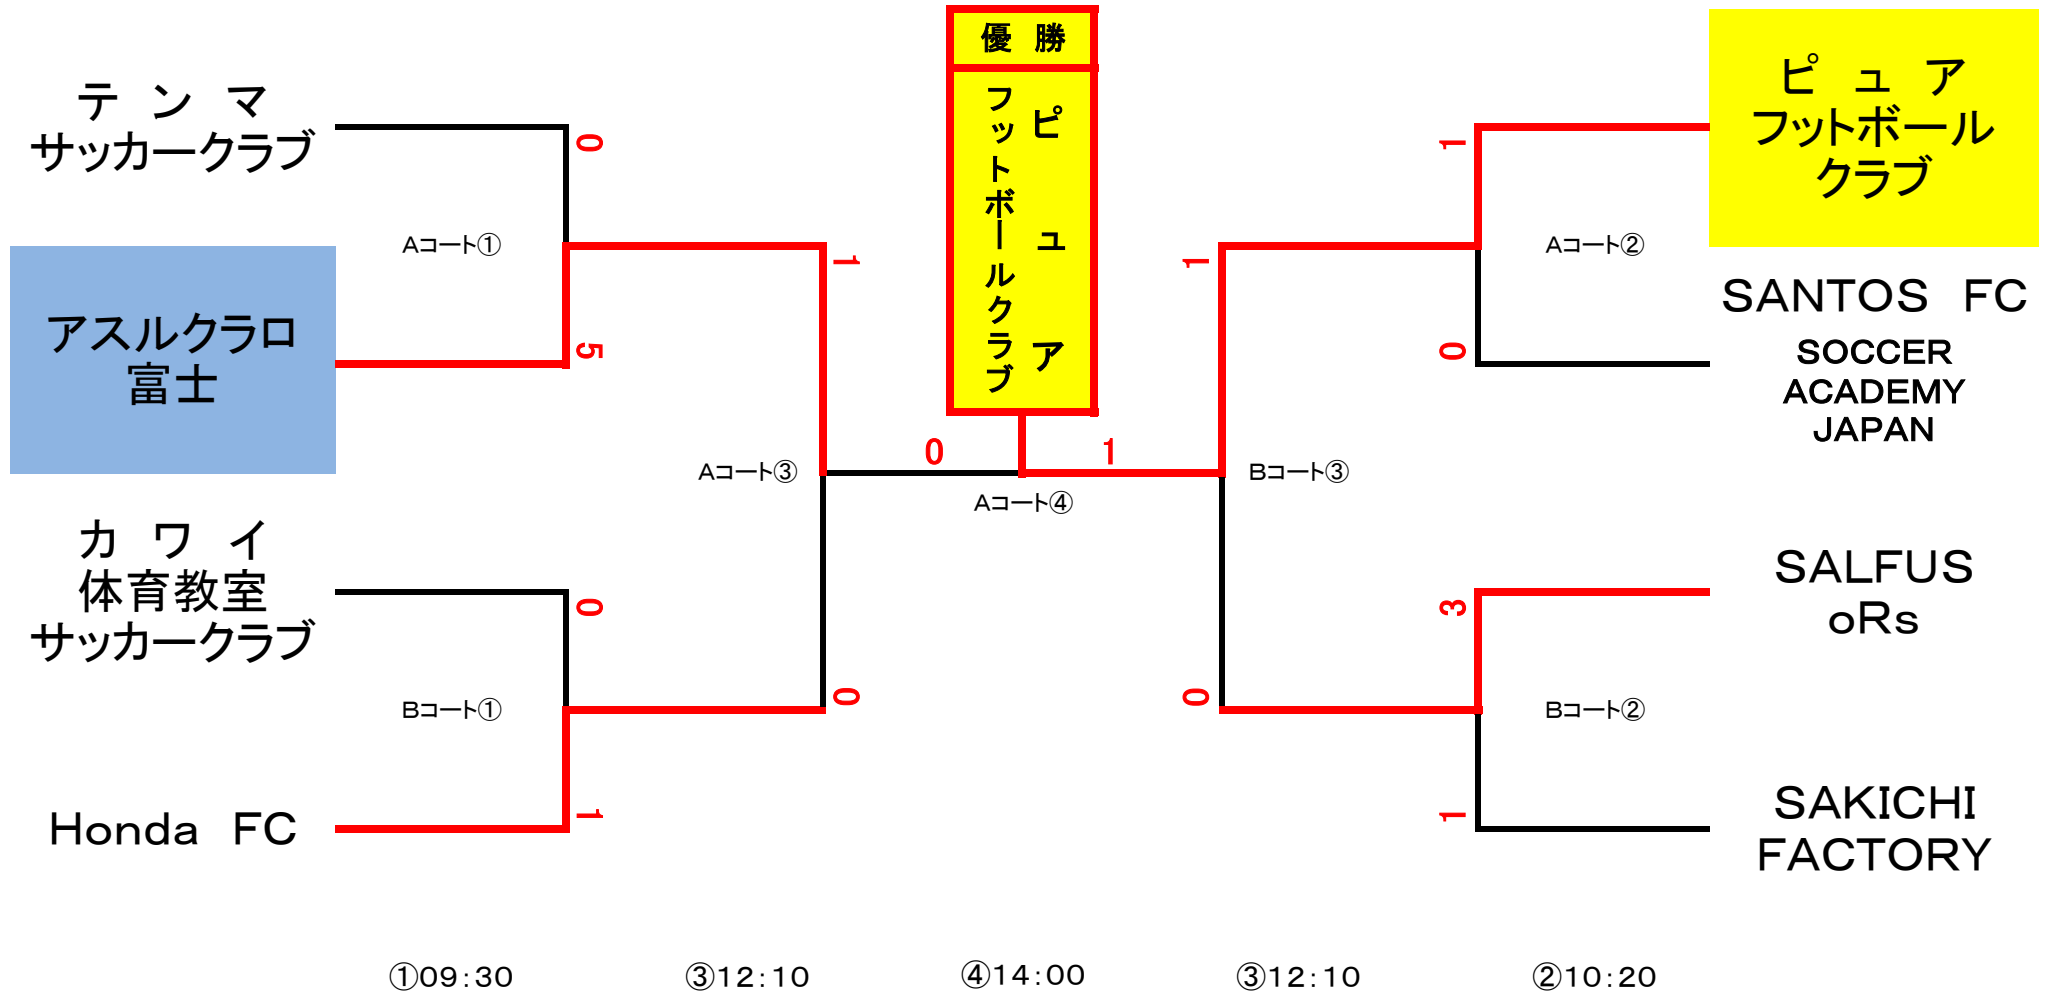 優 勝
ピュア
フットボールクラブ
テ ン マ
サッカークラブ
アスルクラロ
富士
カ ワ イ
体育教室
サッカークラブ
Honda FC
0
Aコート①
5
0
Bコート①
1
1
Aコート③
0
0
1
Aコート④
1
Bコート③
0
1
Aコート②
0
3
Bコート②
1
ピ ュ ア
フットボール
クラブ
SANTOS FC
SOCCER
ACADEMY
JAPAN
SALFUS
oRs
SAKICHI
FACTORY
①09:30
③12:10
④14:00
③12:10
②10:20